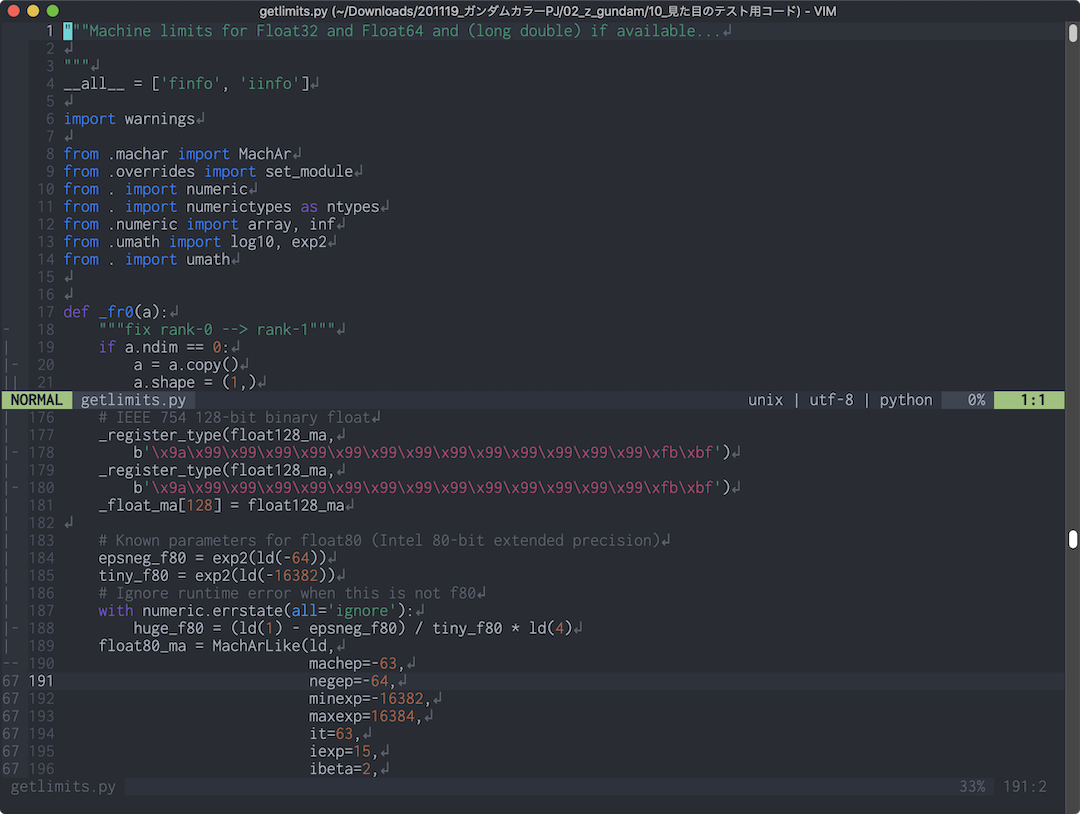 getlimits.py (~/Downloads/201119_ガンダムカラーPJ/02_z_gundam/10_見た目のテスト用コード) - VIM
1 """Machine limits for Float32 and Float64 and (long double) if available...↲
2 ↲
3 """↲
4 __all__ = ['finfo', 'iinfo']↲
5 ↲
6 import warnings↲
7 ↲
8 from .machar import MachAr↲
9 from .overrides import set_module↲
10 from . import numeric↲
11 from . import numerictypes as ntypes↲
12 from .numeric import array, inf↲
13 from .umath import log10, exp2↲
14 from . import umath↲
15 ↲
16 ↲
17 def _fr0(a):↲
- 18     """fix rank-0 --> rank-1"""↲
| 19     if a.ndim == 0:↲
|- 20         a = a.copy()↲
|| 21         a.shape = (1,)↲
NORMAL getlimits.py unix | utf-8 | python 0% 1:1
| 176     # IEEE 754 128-bit binary float↲
| 177     _register_type(float128_ma,↲
|- 178         b'\x9a\x99\x99\x99\x99\x99\x99\x99\x99\x99\x99\x99\x99\x99\xfb\xbf')↲
| 179     _register_type(float128_ma,↲
|- 180         b'\x9a\x99\x99\x99\x99\x99\x99\x99\x99\x99\x99\x99\x99\x99\xfb\xbf')↲
| 181     _float_ma[128] = float128_ma↲
| 182 ↲
| 183     # Known parameters for float80 (Intel 80-bit extended precision)↲
| 184     epsneg_f80 = exp2(ld(-64))↲
| 185     tiny_f80 = exp2(ld(-16382))↲
| 186     # Ignore runtime error when this is not f80↲
| 187     with numeric.errstate(all='ignore'):↲
|- 188         huge_f80 = (ld(1) - epsneg_f80) / tiny_f80 * ld(4)↲
| 189     float80_ma = MachArLike(ld,↲
-- 190                             machep=-63,↲
67 191                             negep=-64,↲
67 192                             minexp=-16382,↲
67 193                             maxexp=16384,↲
67 194                             it=63,↲
67 195                             iexp=15,↲
67 196                             ibeta=2,↲
getlimits.py 33% 191:2